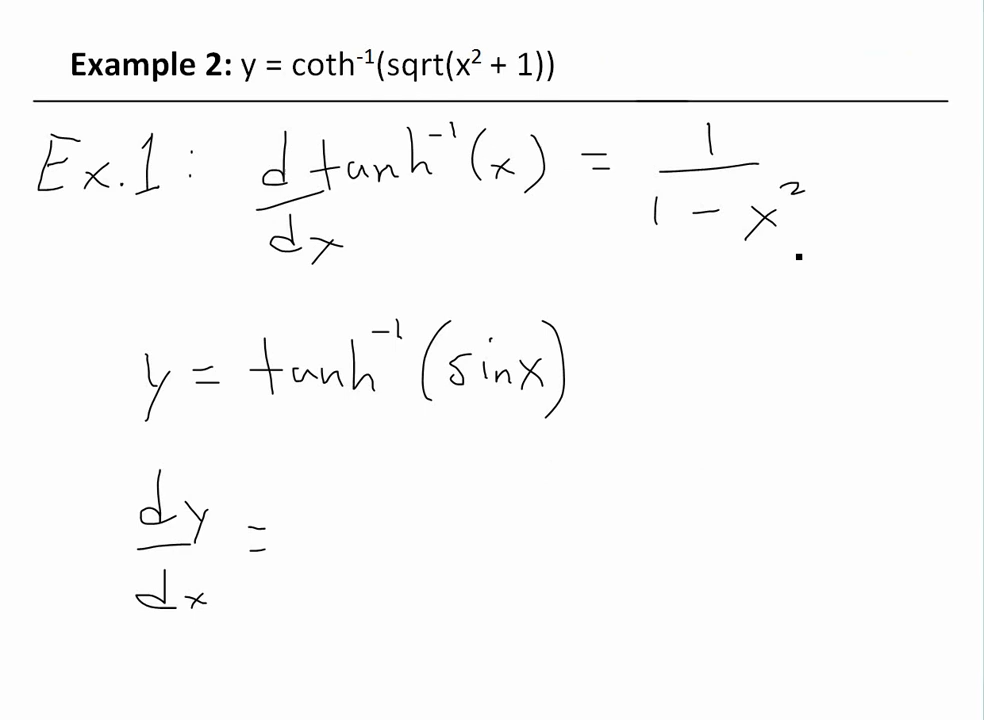 Example 2: y = coth⁻¹(sqrt(x² + 1))
Ex.1 : d/dx tanh⁻¹(x) = 1/(1 - x²)
y = tanh⁻¹(sinx)
dy/dx =